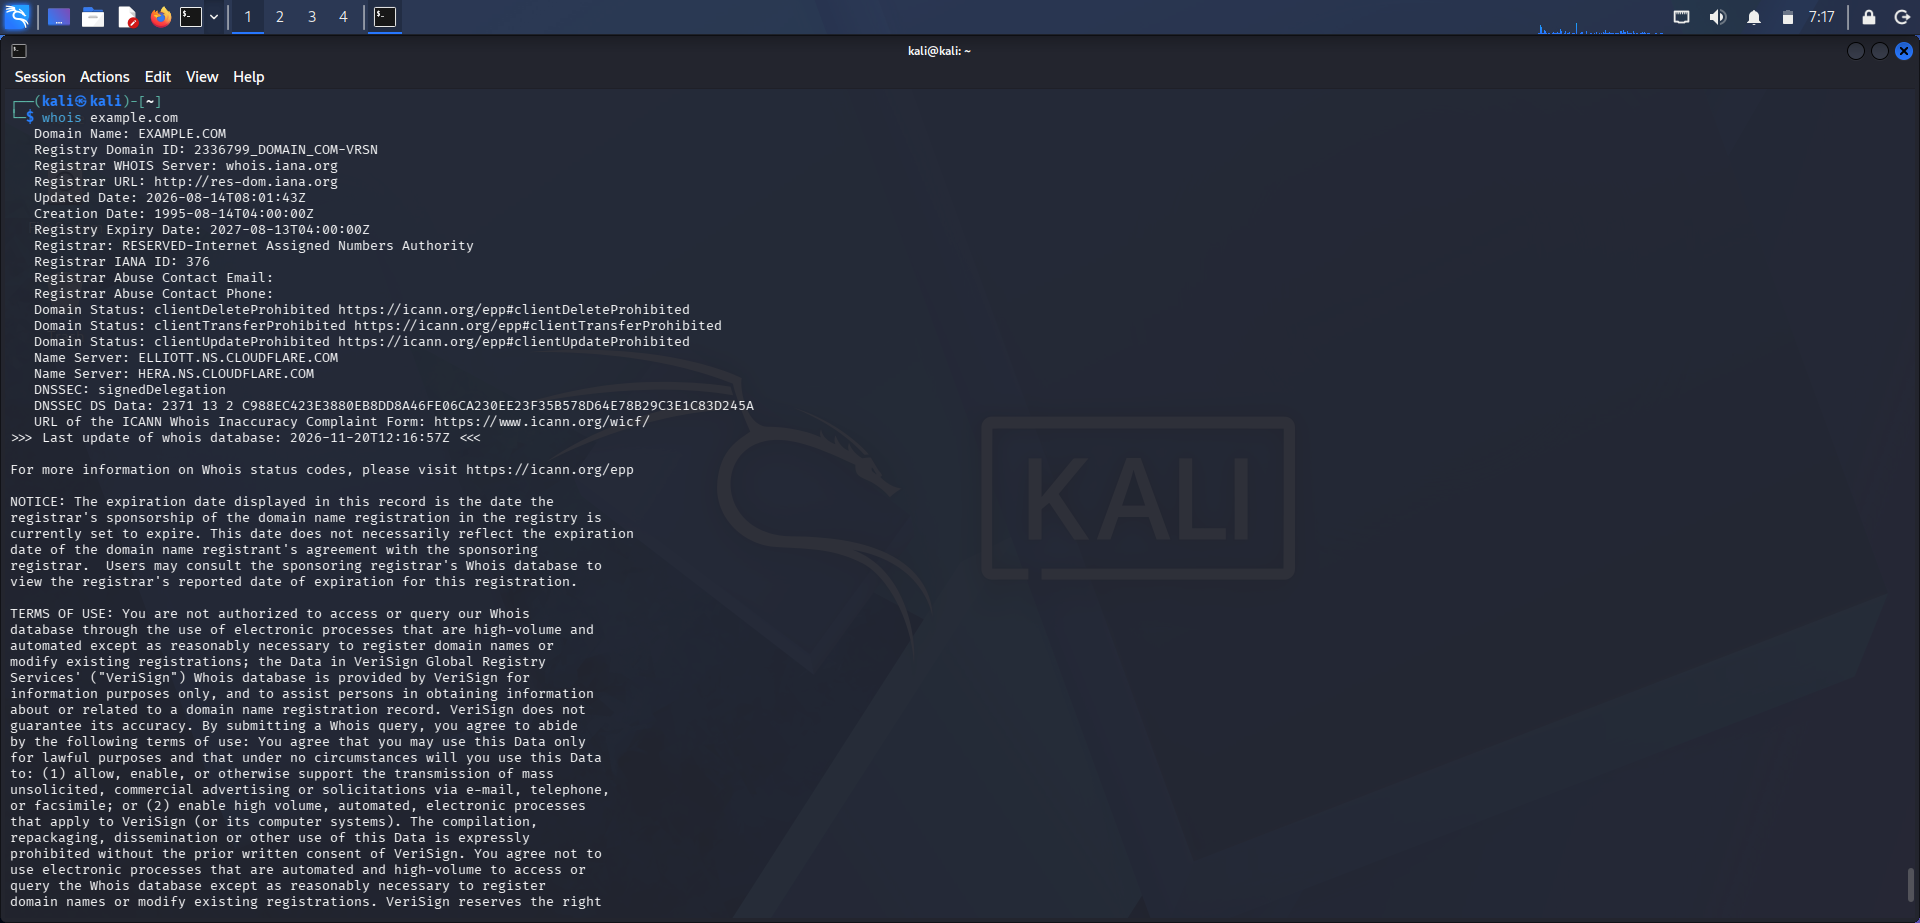 1 2 3 4 7:17
kali@kali: ~
Session Actions Edit View Help
┌──(kali㉿kali)-[~]
└─$ whois example.com
   Domain Name: EXAMPLE.COM
   Registry Domain ID: 2336799_DOMAIN_COM-VRSN
   Registrar WHOIS Server: whois.iana.org
   Registrar URL: http://res-dom.iana.org
   Updated Date: 2026-08-14T08:01:43Z
   Creation Date: 1995-08-14T04:00:00Z
   Registry Expiry Date: 2027-08-13T04:00:00Z
   Registrar: RESERVED-Internet Assigned Numbers Authority
   Registrar IANA ID: 376
   Registrar Abuse Contact Email:
   Registrar Abuse Contact Phone:
   Domain Status: clientDeleteProhibited https://icann.org/epp#clientDeleteProhibited
   Domain Status: clientTransferProhibited https://icann.org/epp#clientTransferProhibited
   Domain Status: clientUpdateProhibited https://icann.org/epp#clientUpdateProhibited
   Name Server: ELLIOTT.NS.CLOUDFLARE.COM
   Name Server: HERA.NS.CLOUDFLARE.COM
   DNSSEC: signedDelegation
   DNSSEC DS Data: 2371 13 2 C988EC423E3880EB8DD8A46FE06CA230EE23F35B578D64E78B29C3E1C83D245A
   URL of the ICANN Whois Inaccuracy Complaint Form: https://www.icann.org/wicf/
>>> Last update of whois database: 2026-11-20T12:16:57Z <<<

For more information on Whois status codes, please visit https://icann.org/epp

NOTICE: The expiration date displayed in this record is the date the
registrar's sponsorship of the domain name registration in the registry is
currently set to expire. This date does not necessarily reflect the expiration
date of the domain name registrant's agreement with the sponsoring
registrar.  Users may consult the sponsoring registrar's Whois database to
view the registrar's reported date of expiration for this registration.

TERMS OF USE: You are not authorized to access or query our Whois
database through the use of electronic processes that are high-volume and
automated except as reasonably necessary to register domain names or
modify existing registrations; the Data in VeriSign Global Registry
Services' ("VeriSign") Whois database is provided by VeriSign for
information purposes only, and to assist persons in obtaining information
about or related to a domain name registration record. VeriSign does not
guarantee its accuracy. By submitting a Whois query, you agree to abide
by the following terms of use: You agree that you may use this Data only
for lawful purposes and that under no circumstances will you use this Data
to: (1) allow, enable, or otherwise support the transmission of mass
unsolicited, commercial advertising or solicitations via e-mail, telephone,
or facsimile; or (2) enable high volume, automated, electronic processes
that apply to VeriSign (or its computer systems). The compilation,
repackaging, dissemination or other use of this Data is expressly
prohibited without the prior written consent of VeriSign. You agree not to
use electronic processes that are automated and high-volume to access or
query the Whois database except as reasonably necessary to register
domain names or modify existing registrations. VeriSign reserves the right
KALI